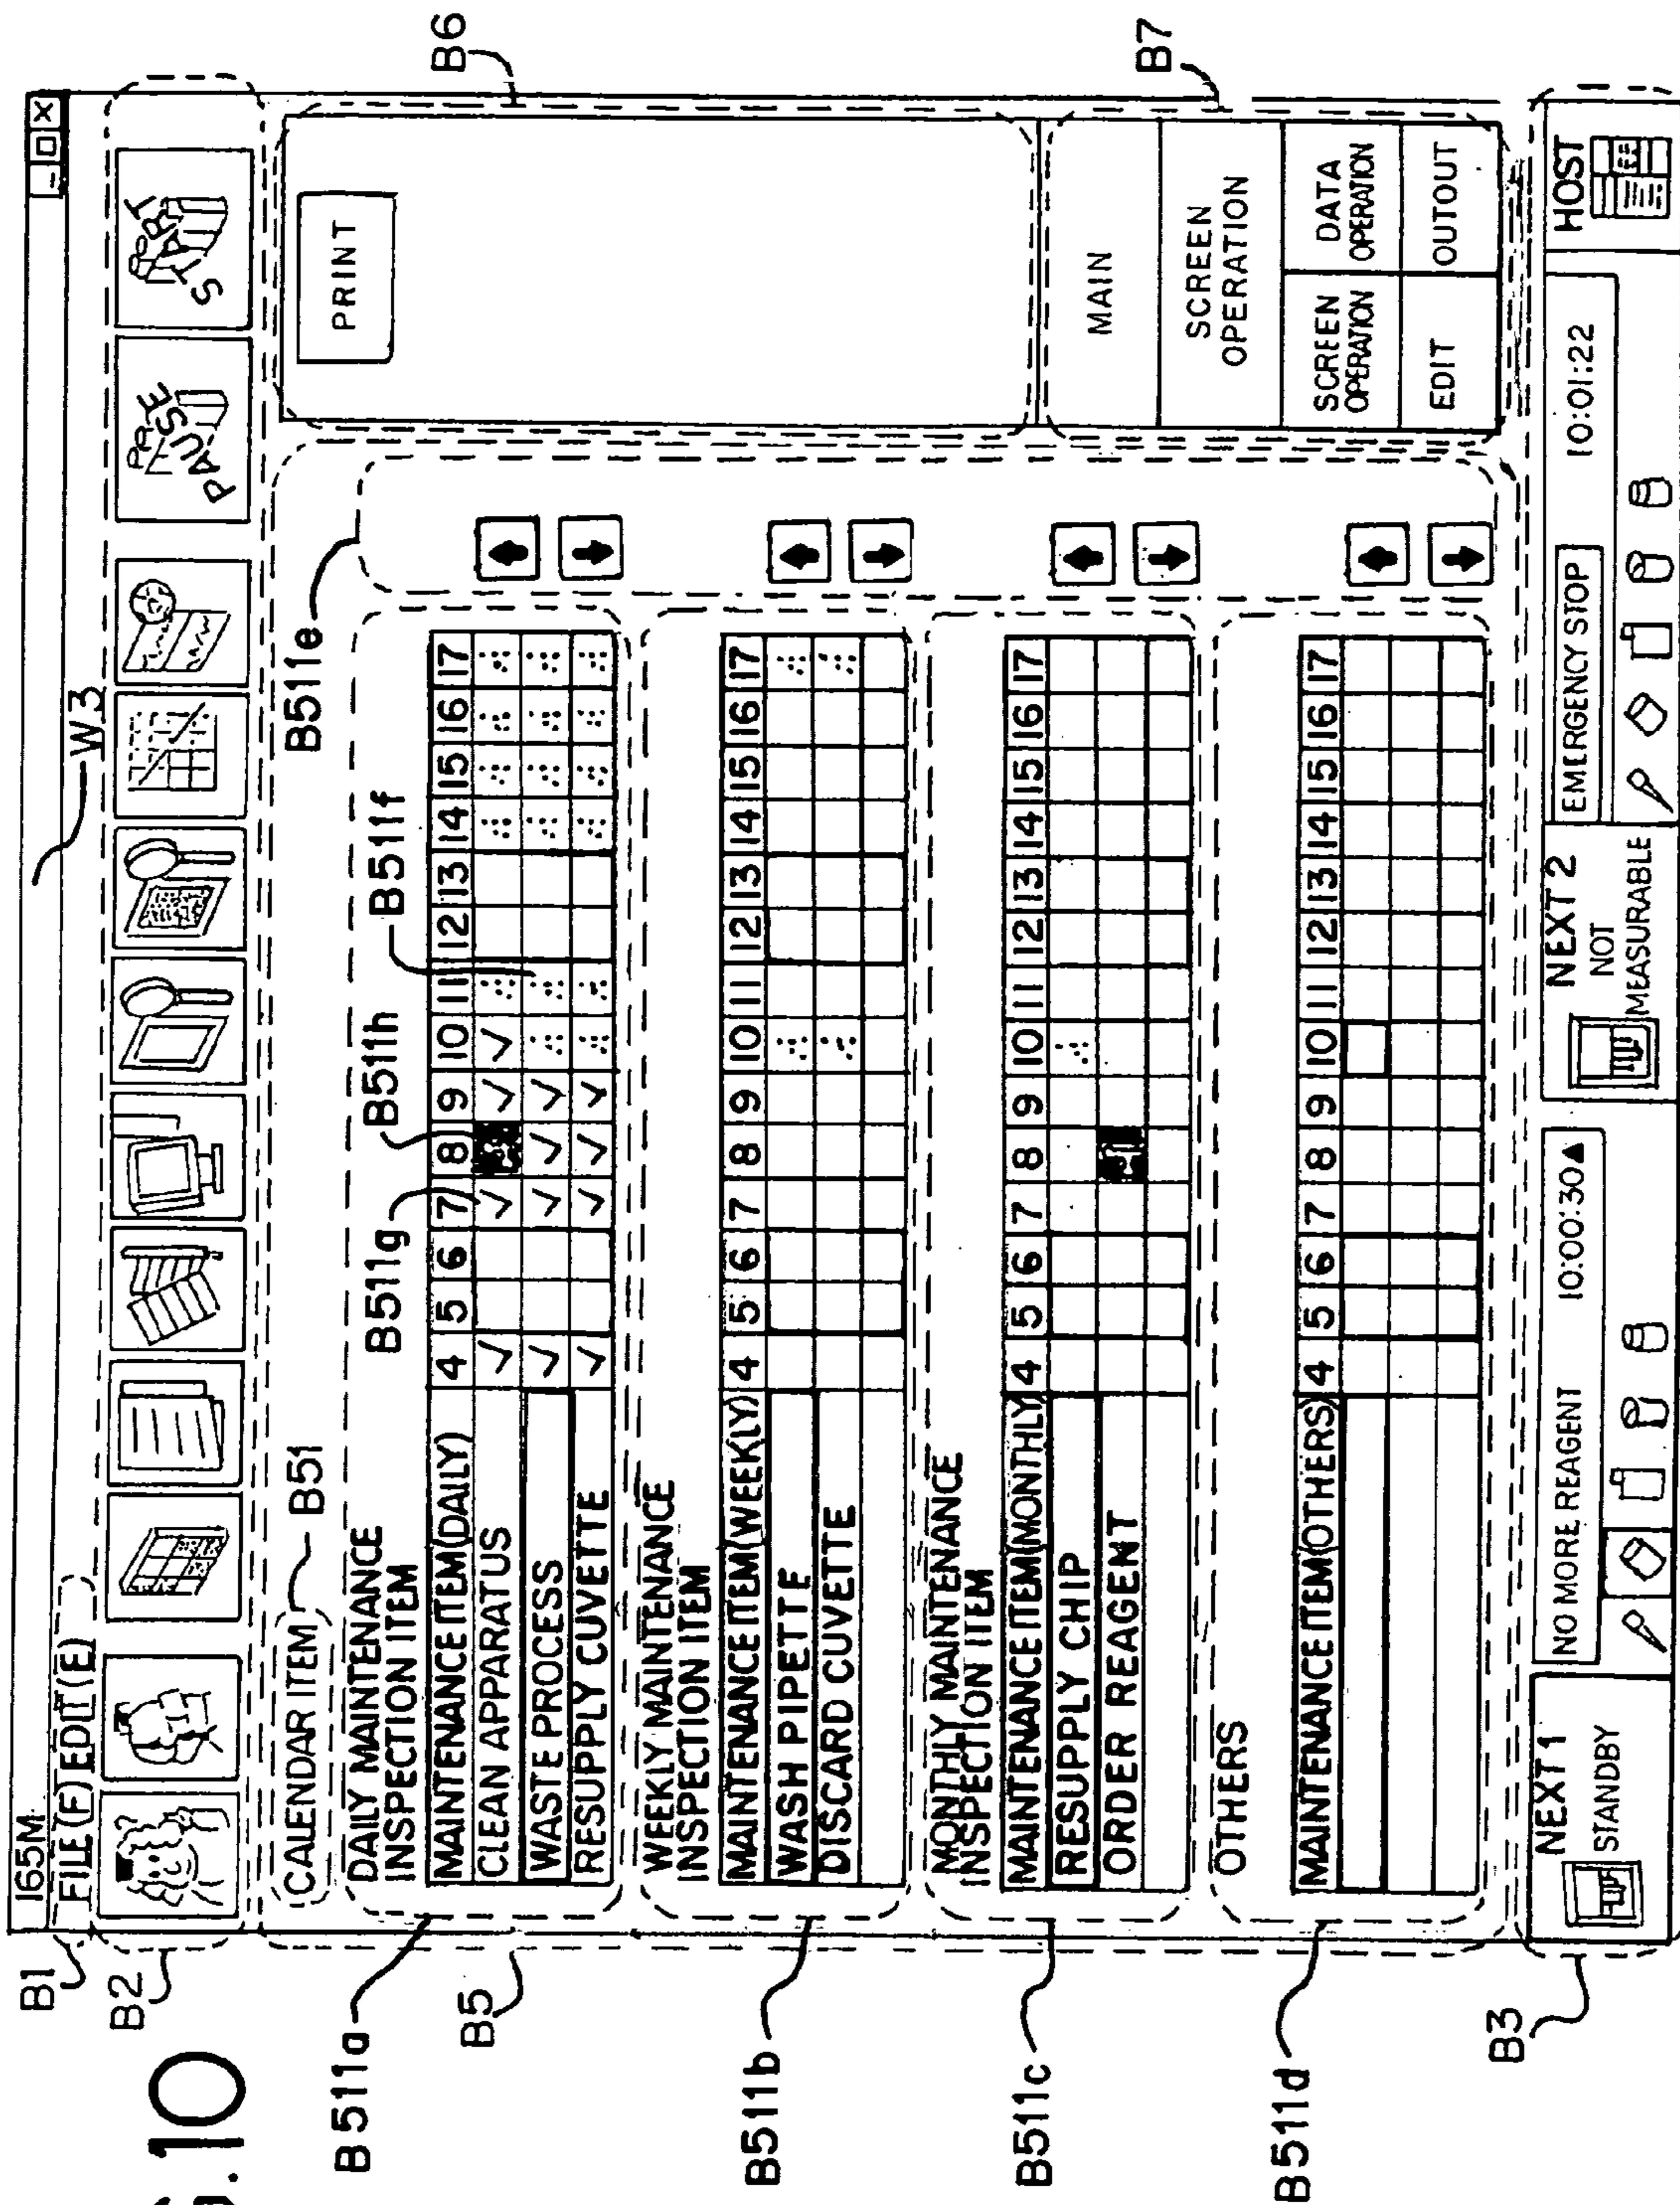 G.10
B1
B2
B5
B511a
B511b
B511c
B511d
B3
165M
W3
FILE(F) EDIT(E)
PAUSE
START
CALENDAR ITEM
B51
B511g
B511h
B511f
B511e
B6
B7
DAILY MAINTENANCE
INSPECTION ITEM
MAINTENANCE ITEM(DAILY) 4 5 6 7 8 9 10 11 12 13 14 15 16 17
CLEAN APPARATUS
WASTE PROCESS
RESUPPLY CUVETTE
WEEKLY MAINTENANCE
INSPECTION ITEM
MAINTENANCE ITEM(WEEKLY) 4 5 6 7 8 9 10 11 12 13 14 15 16 17
WASH PIPETTE
DISCARD CUVETTE
MONTHLY MAINTENANCE
INSPECTION ITEM
MAINTENANCE ITEM(MONTHLY) 4 5 6 7 8 9 10 11 12 13 14 15 16 17
RESUPPLY CHIP
ORDER REAGENT
OTHERS
MAINTENANCE ITEM(OTHERS) 4 5 6 7 8 9 10 11 12 13 14 15 16 17
PRINT
MAIN
SCREEN
OPERATION
SCREEN
OPERATION
DATA
OPERATION
EDIT
OUTOUT
NEXT 1
STANDBY
NO MORE REAGENT 10:00:30▲
NEXT 2
NOT
MEASURABLE
EMERGENCY STOP 10:01:22
HOST